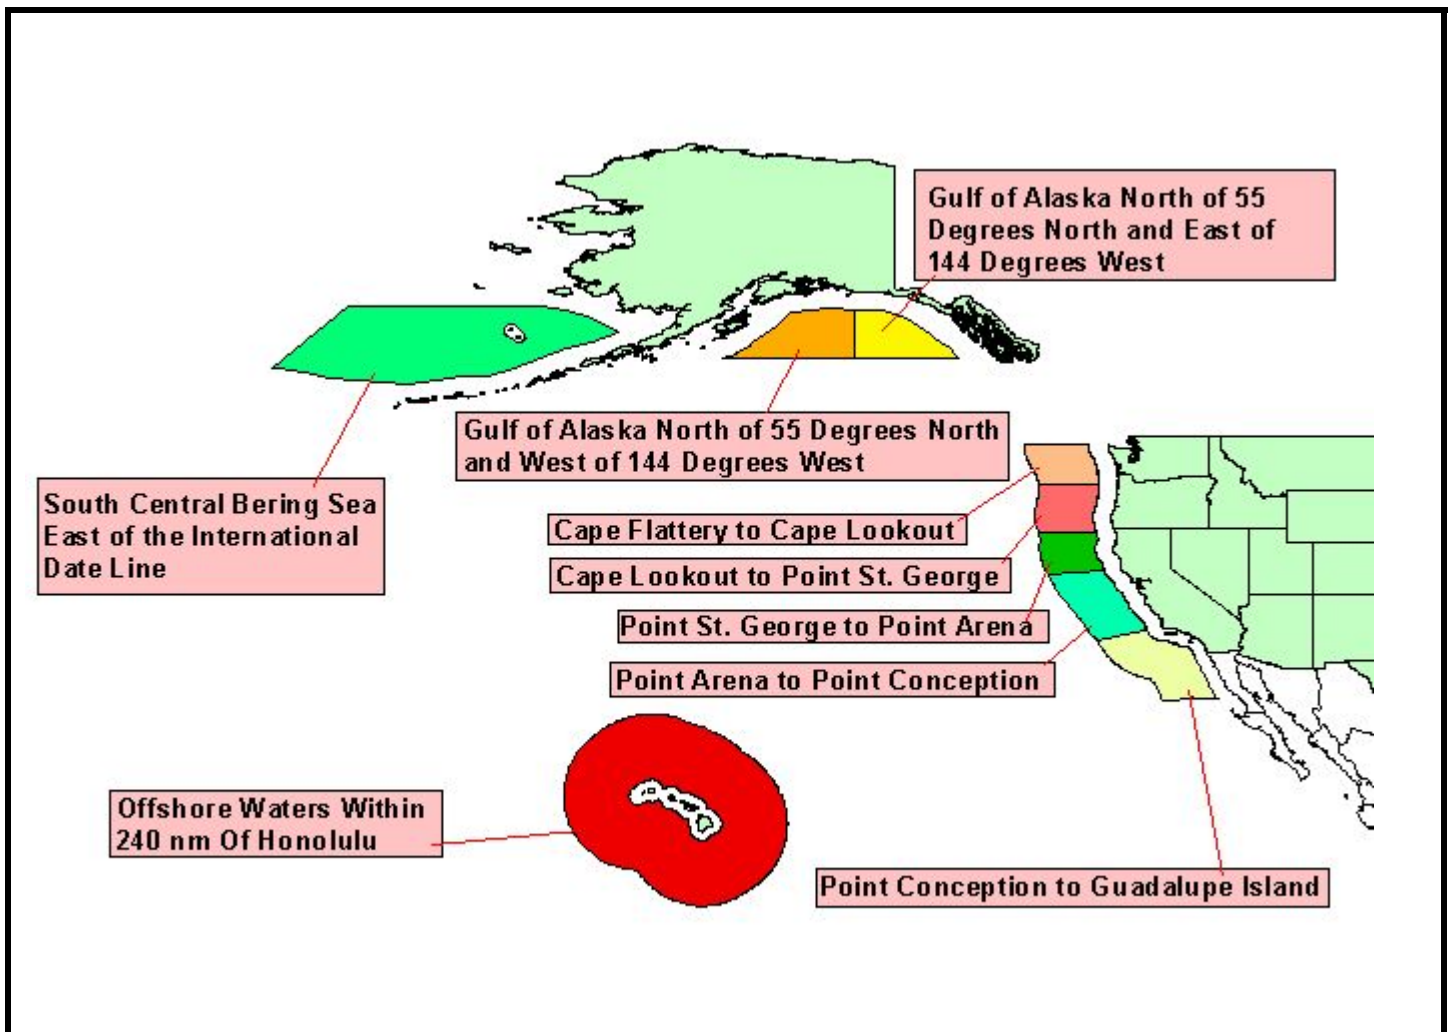 Gulf of Alaska North of 55
Degrees North and East of
144 Degrees West
Gulf of Alaska North of 55 Degrees North
and West of 144 Degrees West
South Central Bering Sea
East of the International
Date Line
Cape Flattery to Cape Lookout
Cape Lookout to Point St. George
Point St. George to Point Arena
Point Arena to Point Conception
Offshore Waters Within
240 nm Of Honolulu
Point Conception to Guadalupe Island